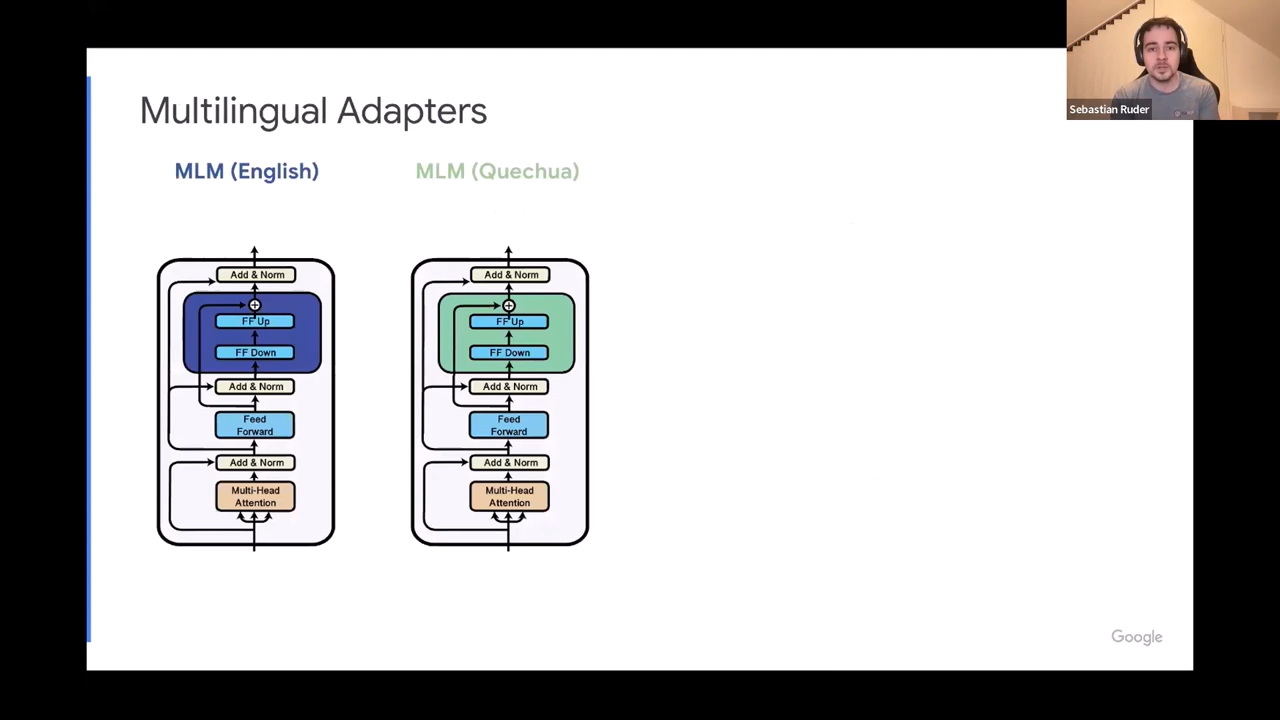 Sebastian Ruder
Multilingual Adapters
MLM (English)
MLM (Quechua)
Add & Norm
FF Up
FF Down
Add & Norm
Feed
Forward
Add & Norm
Multi-Head
Attention
Add & Norm
FF Up
FF Down
Add & Norm
Feed
Forward
Add & Norm
Multi-Head
Attention
Google